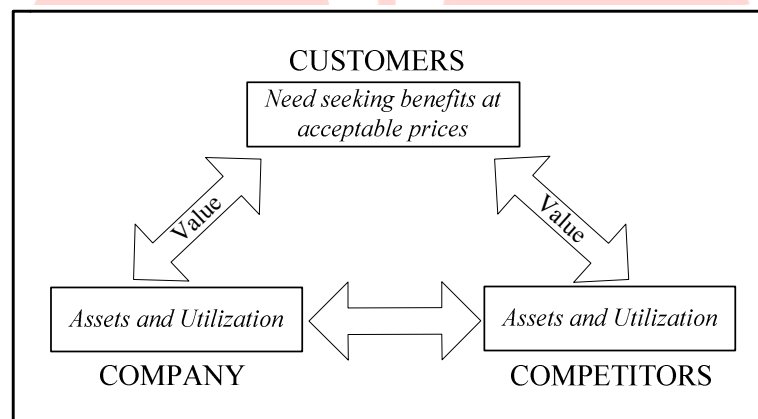 CUSTOMERS
Need seeking benefits at
acceptable prices
Value
Value
Assets and Utilization
Assets and Utilization
COMPANY
COMPETITORS